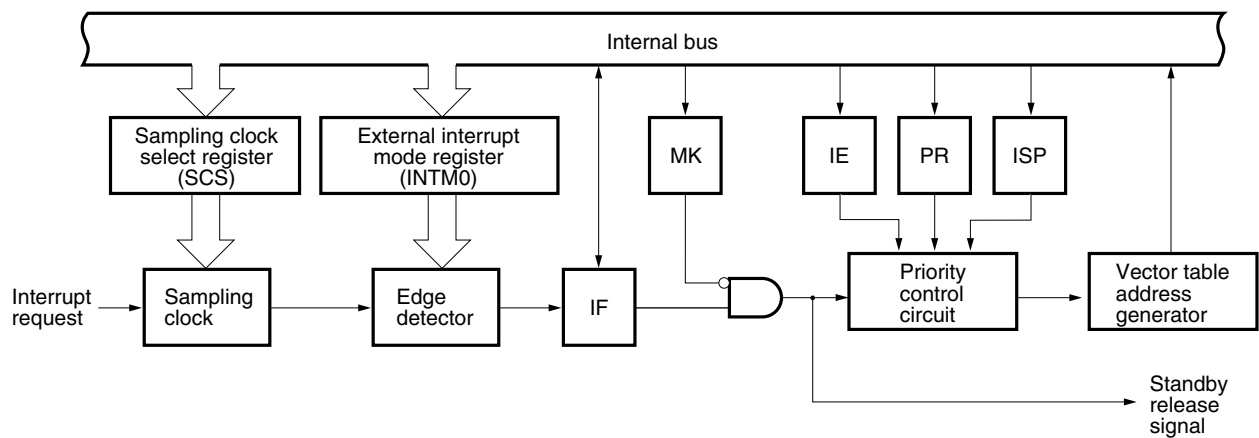 Internal bus
Sampling clock
select register
(SCS)
External interrupt
mode register
(INTM0)
MK
IE
PR
ISP
Interrupt
request
Sampling
clock
Edge
detector
IF
Priority
control
circuit
Vector table
address
generator
Standby
release
signal